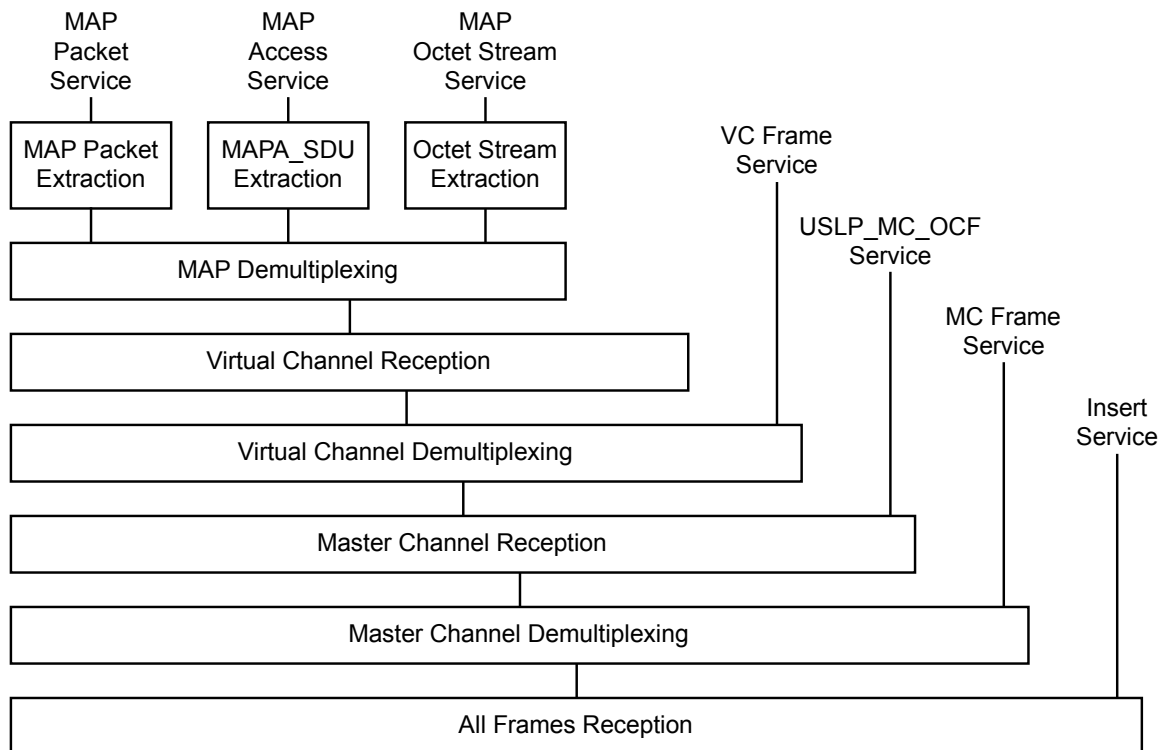 MAP
Packet
Service
MAP
Access
Service
MAP
Octet Stream
Service
MAP Packet
Extraction
MAPA_SDU
Extraction
Octet Stream
Extraction
VC Frame
Service
USLP_MC_OCF
Service
MAP Demultiplexing
MC Frame
Service
Virtual Channel Reception
Insert
Service
Virtual Channel Demultiplexing
Master Channel Reception
Master Channel Demultiplexing
All Frames Reception